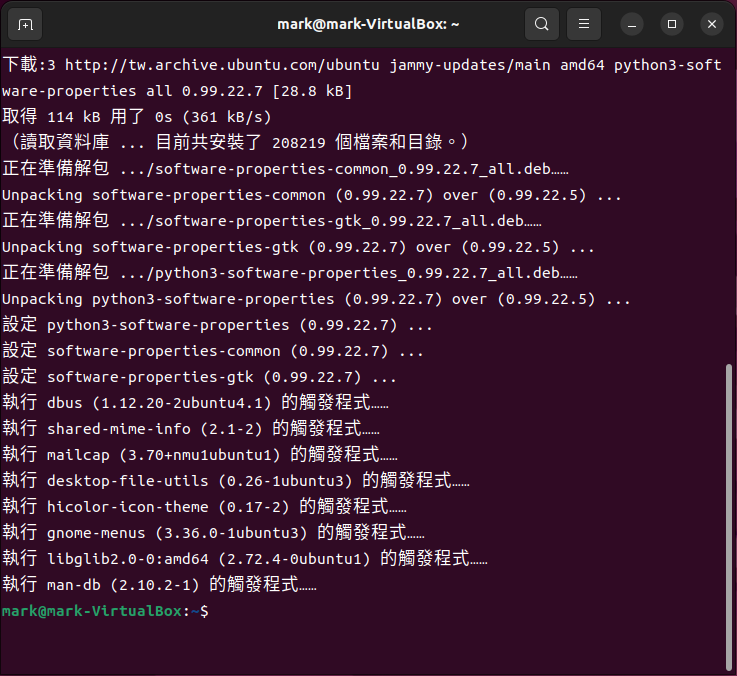 mark@mark-VirtualBox: ~
下載:3 http://tw.archive.ubuntu.com/ubuntu jammy-updates/main amd64 python3-soft
ware-properties all 0.99.22.7 [28.8 kB]
取得 114 kB 用了 0s (361 kB/s)
（讀取資料庫 ... 目前共安裝了 208219 個檔案和目錄。）
正在準備解包 .../software-properties-common_0.99.22.7_all.deb……
Unpacking software-properties-common (0.99.22.7) over (0.99.22.5) ...
正在準備解包 .../software-properties-gtk_0.99.22.7_all.deb……
Unpacking software-properties-gtk (0.99.22.7) over (0.99.22.5) ...
正在準備解包 .../python3-software-properties_0.99.22.7_all.deb……
Unpacking python3-software-properties (0.99.22.7) over (0.99.22.5) ...
設定 python3-software-properties (0.99.22.7) ...
設定 software-properties-common (0.99.22.7) ...
設定 software-properties-gtk (0.99.22.7) ...
執行 dbus (1.12.20-2ubuntu4.1) 的觸發程式……
執行 shared-mime-info (2.1-2) 的觸發程式……
執行 mailcap (3.70+nmu1ubuntu1) 的觸發程式……
執行 desktop-file-utils (0.26-1ubuntu3) 的觸發程式……
執行 hicolor-icon-theme (0.17-2) 的觸發程式……
執行 gnome-menus (3.36.0-1ubuntu3) 的觸發程式……
執行 libglib2.0-0:amd64 (2.72.4-0ubuntu1) 的觸發程式……
執行 man-db (2.10.2-1) 的觸發程式……
mark@mark-VirtualBox:~$